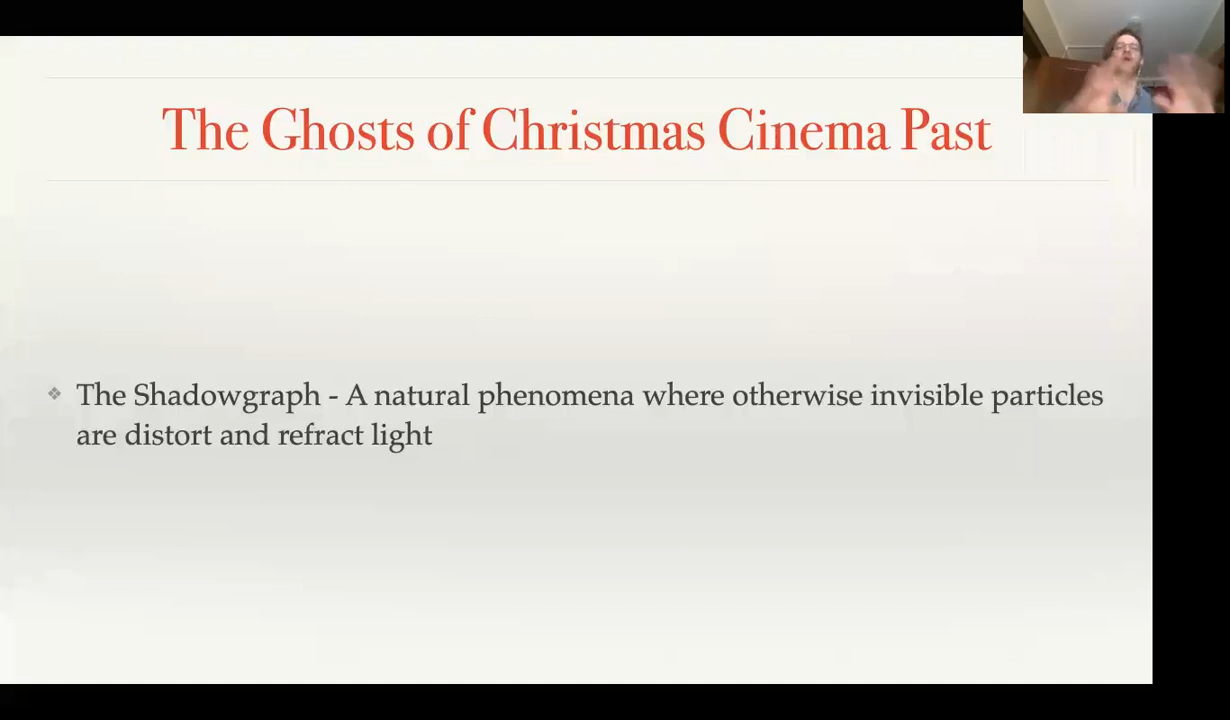 The Ghosts of Christmas Cinema Past
❖ The Shadowgraph - A natural phenomena where otherwise invisible particles
are distort and refract light